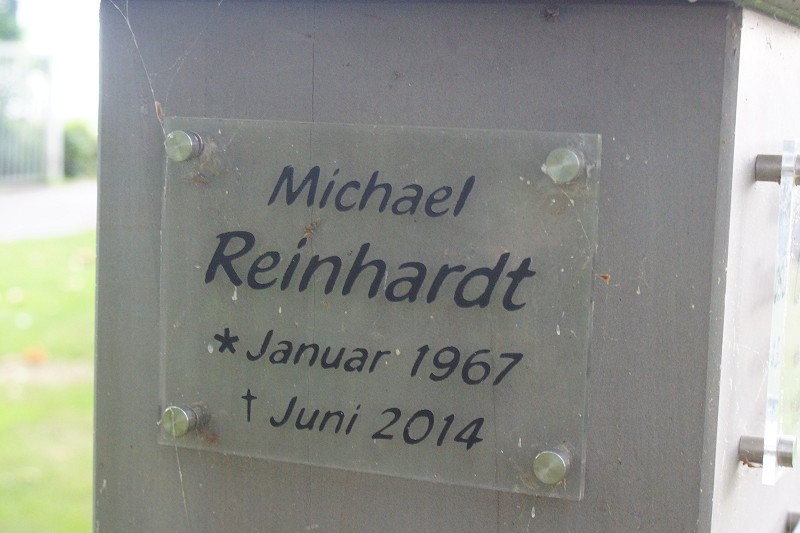 Michael
Reinhardt
* Januar 1967
† Juni 2014